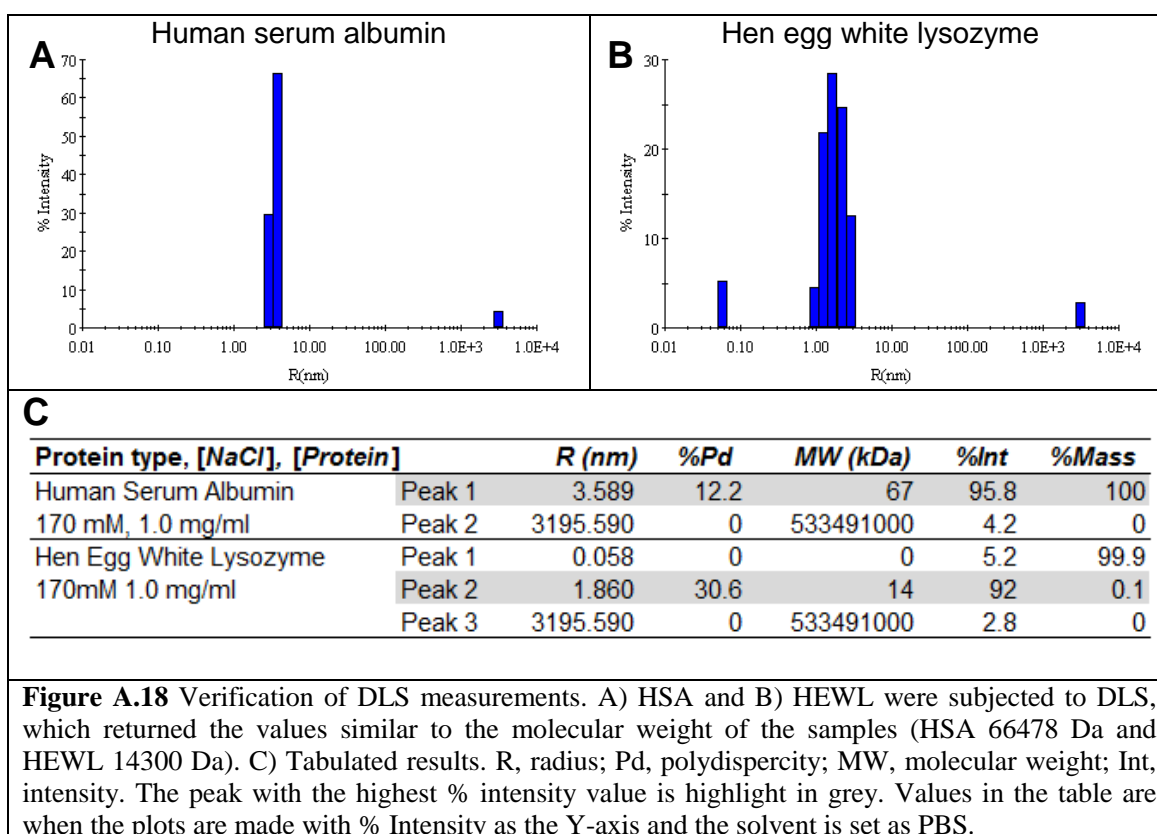 Human serum albumin
A
70
60
50
40
30
20
10
0
% Intensity
0.01 0.10 1.00 10.00 100.00 1.0E+3 1.0E+4
R(nm)
Hen egg white lysozyme
B
30
20
10
0
% Intensity
0.01 0.10 1.00 10.00 100.00 1.0E+3 1.0E+4
R(nm)
C
Protein type, [NaCl], [Protein] R (nm) %Pd MW (kDa) %Int %Mass
Human Serum Albumin Peak 1 3.589 12.2 67 95.8 100
170 mM, 1.0 mg/ml Peak 2 3195.590 0 533491000 4.2 0
Hen Egg White Lysozyme Peak 1 0.058 0 0 5.2 99.9
170mM 1.0 mg/ml Peak 2 1.860 30.6 14 92 0.1
Peak 3 3195.590 0 533491000 2.8 0
Figure A.18 Verification of DLS measurements. A) HSA and B) HEWL were subjected to DLS,
which returned the values similar to the molecular weight of the samples (HSA 66478 Da and
HEWL 14300 Da). C) Tabulated results. R, radius; Pd, polydispercity; MW, molecular weight; Int,
intensity. The peak with the highest % intensity value is highlight in grey. Values in the table are
when the plots are made with % Intensity as the Y-axis and the solvent is set as PBS.